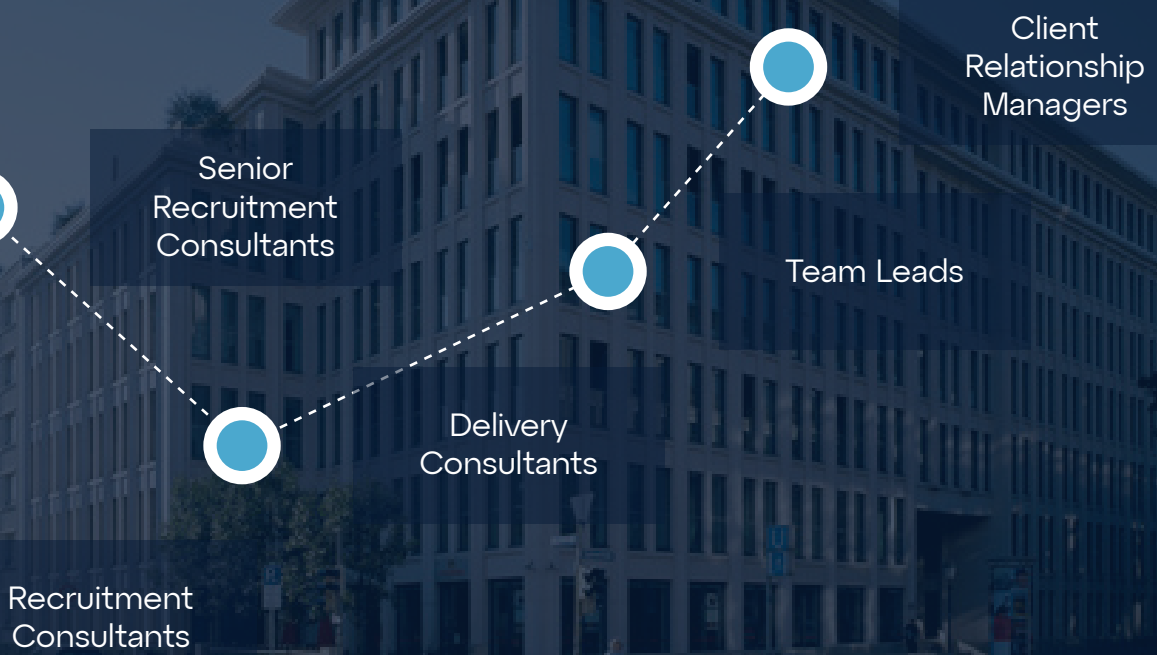 Client
Relationship
Managers
Senior
Recruitment
Consultants
Team Leads
Delivery
Consultants
Recruitment
Consultants
U
P